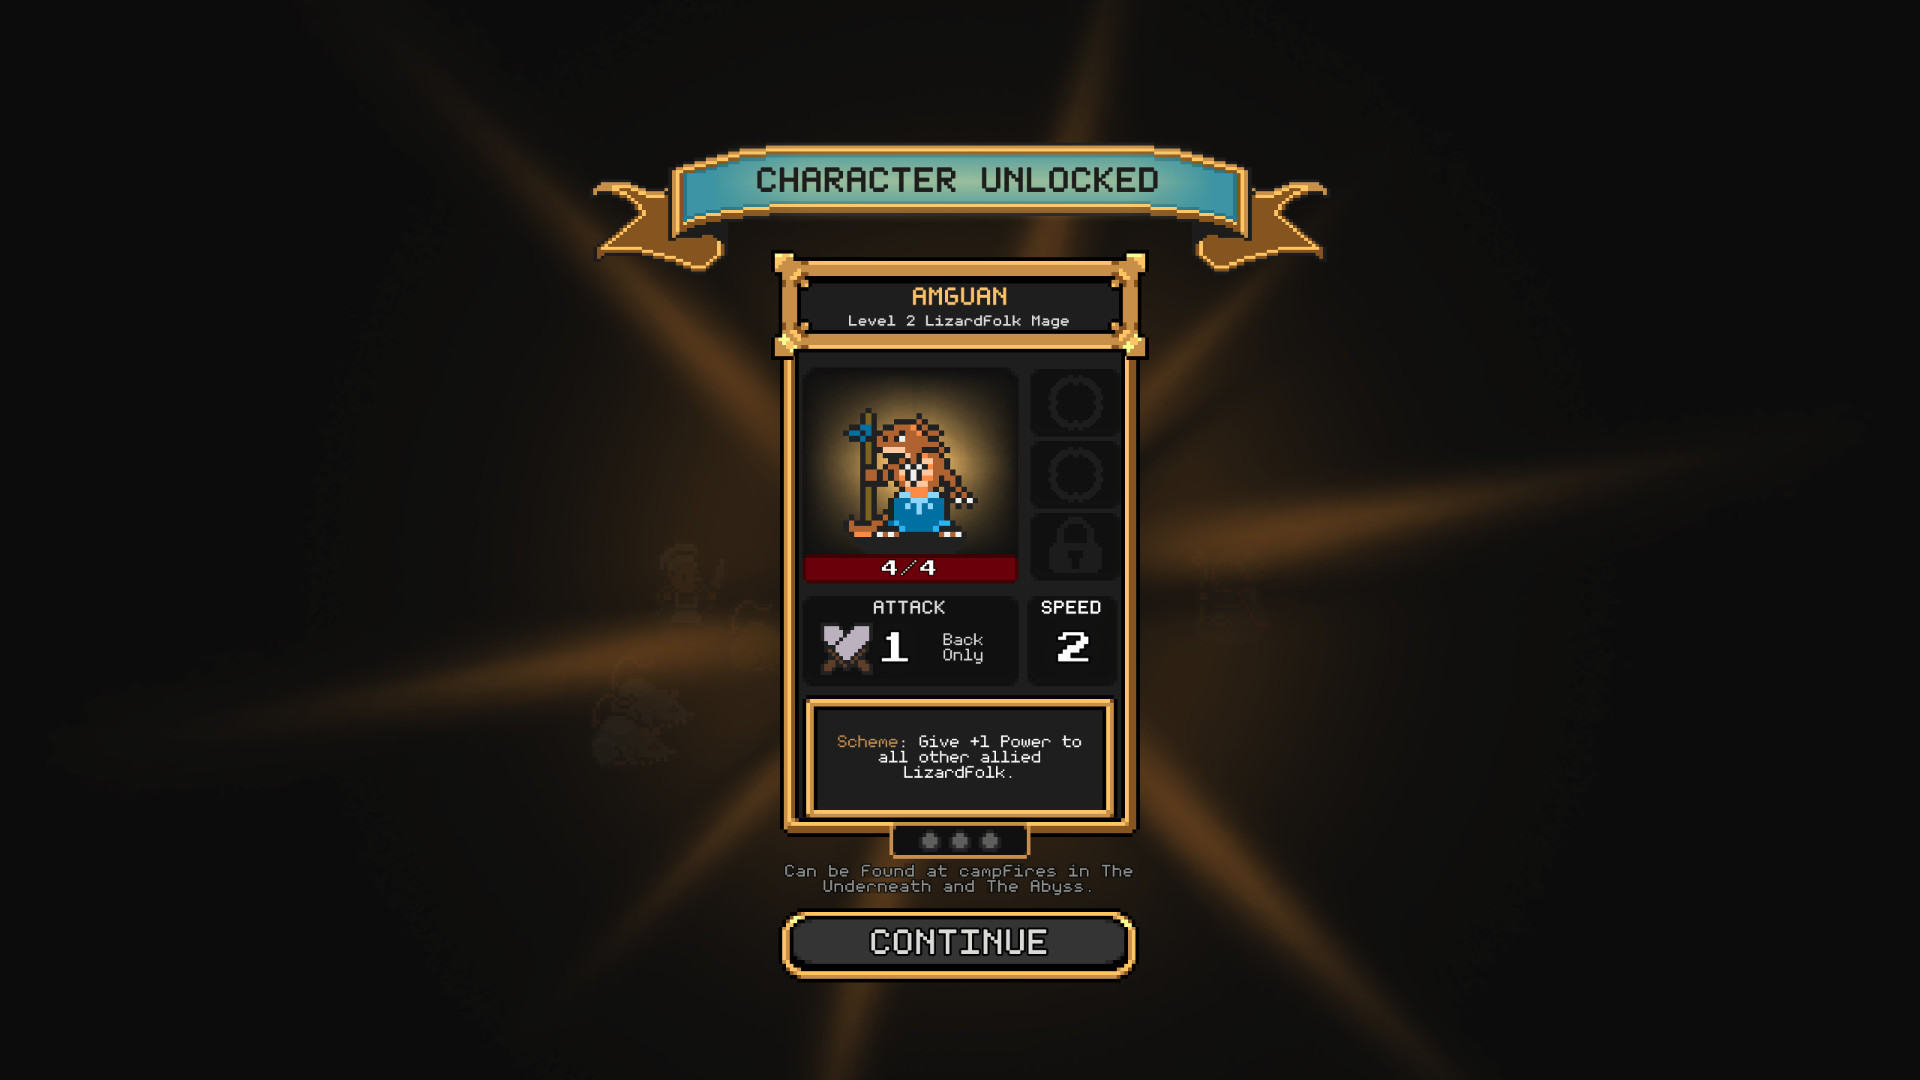 CHARACTER UNLOCKED
AMGUAN
Level 2 LizardFolk Mage
4/4
ATTACK
SPEED
1
Back
Only
2
Scheme: Give +1 Power to
all other allied
LizardFolk.
Can be Found at campFires in The
Underneath and The Abyss.
CONTINUE